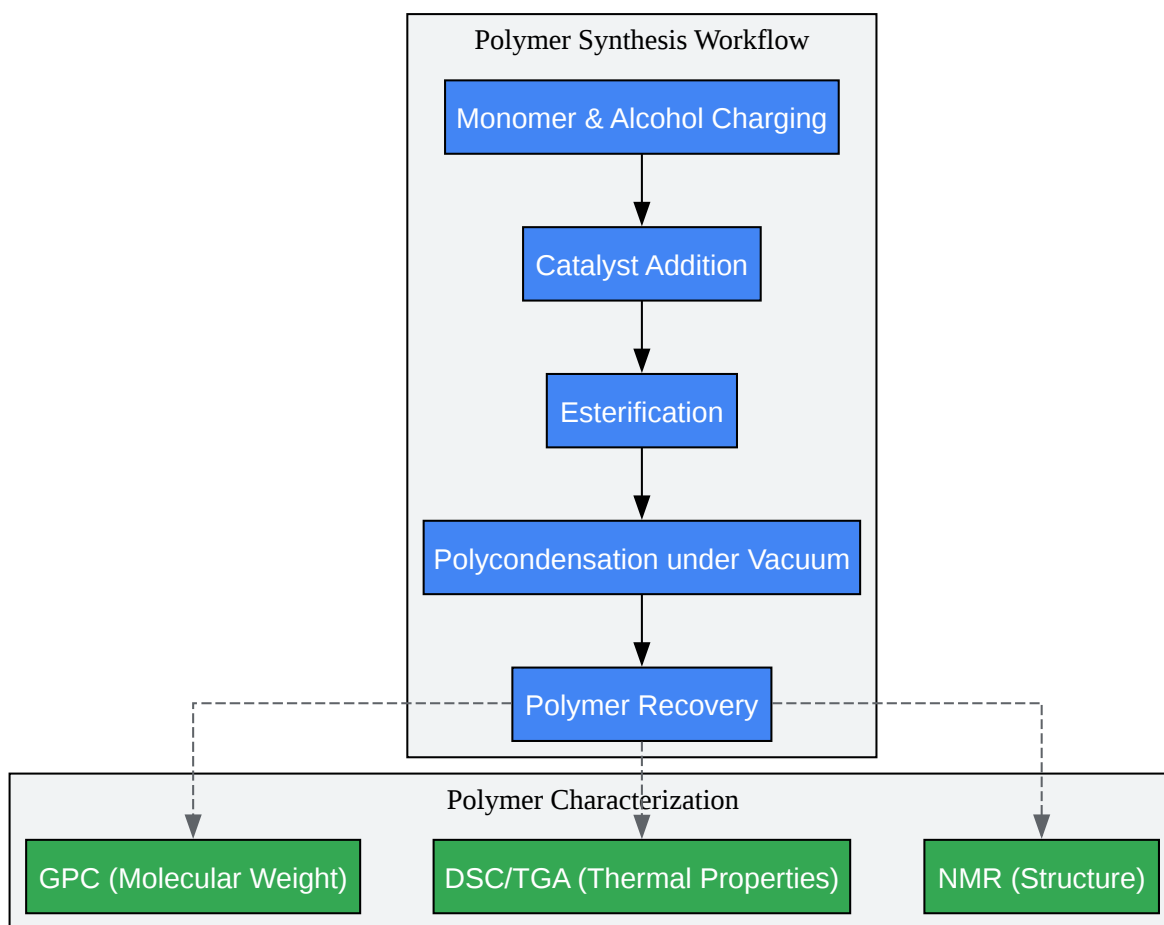 Polymer Synthesis Workflow
Monomer & Alcohol Charging
Catalyst Addition
Esterification
Polycondensation under Vacuum
Polymer Recovery
Polymer Characterization
GPC (Molecular Weight)
DSC/TGA (Thermal Properties)
NMR (Structure)